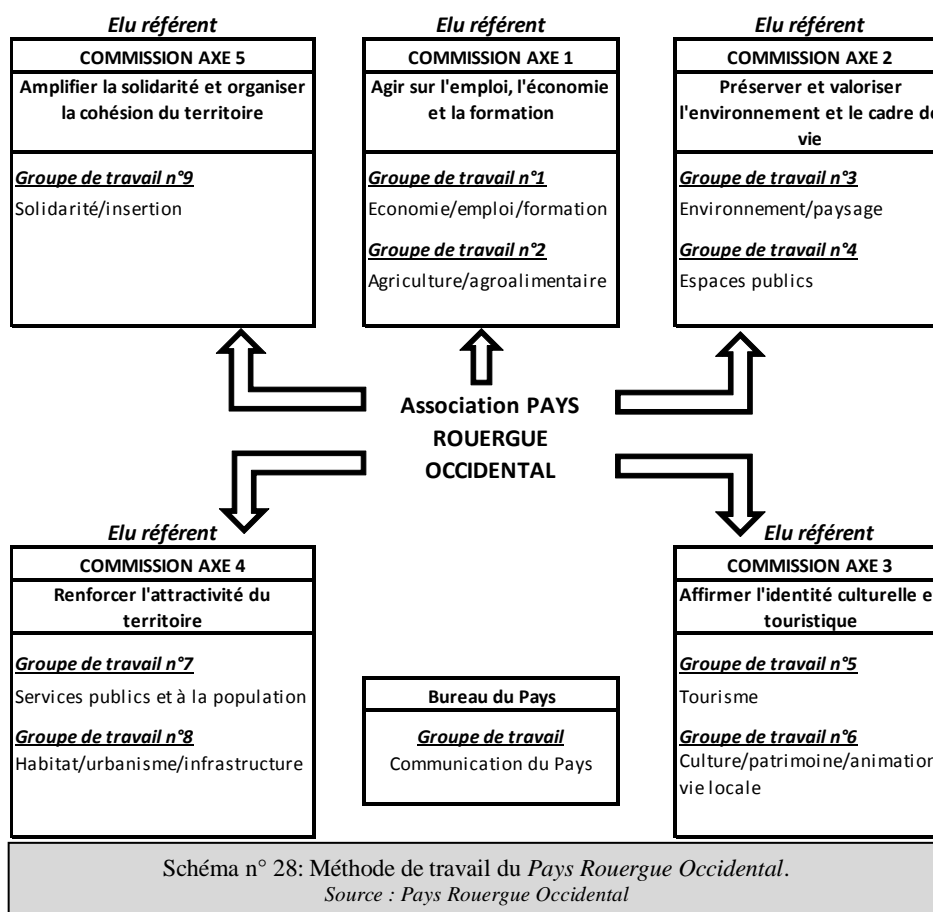 Elu référent
COMMISSION AXE 5
Amplifier la solidarité et organiser
la cohésion du territoire
Groupe de travail n°9
Solidarité/insertion
Elu référent
COMMISSION AXE 1
Agir sur l'emploi, l'économie
et la formation
Groupe de travail n°1
Economie/emploi/formation
Groupe de travail n°2
Agriculture/agroalimentaire
Elu référent
COMMISSION AXE 2
Préserver et valoriser
l'environnement et le cadre de
vie
Groupe de travail n°3
Environnement/paysage
Groupe de travail n°4
Espaces publics
Association PAYS
ROUERGUE
OCCIDENTAL
Elu référent
COMMISSION AXE 4
Renforcer l'attractivité du
territoire
Groupe de travail n°7
Services publics et à la population
Groupe de travail n°8
Habitat/urbanisme/infrastructure
Bureau du Pays
Groupe de travail
Communication du Pays
Elu référent
COMMISSION AXE 3
Affirmer l'identité culturelle e
touristique
Groupe de travail n°5
Tourisme
Groupe de travail n°6
Culture/patrimoine/animation
vie locale
Schéma n° 28: Méthode de travail du Pays Rouergue Occidental.
Source : Pays Rouergue Occidental